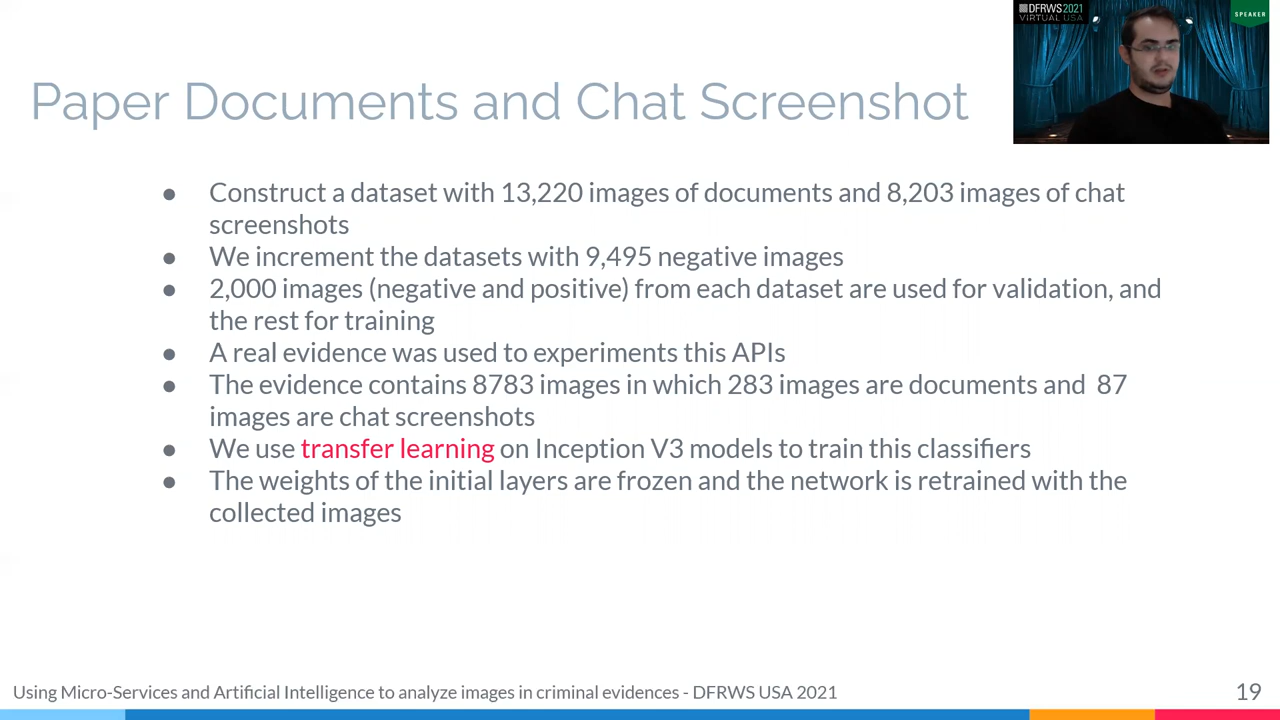 DFRWS2021
VIRTUAL USA
SPEAKER
Paper Documents and Chat Screenshot
● Construct a dataset with 13,220 images of documents and 8,203 images of chat
screenshots
● We increment the datasets with 9,495 negative images
● 2,000 images (negative and positive) from each dataset are used for validation, and
the rest for training
● A real evidence was used to experiments this APIs
● The evidence contains 8783 images in which 283 images are documents and 87
images are chat screenshots
● We use transfer learning on Inception V3 models to train this classifiers
● The weights of the initial layers are frozen and the network is retrained with the
collected images
Using Micro-Services and Artificial Intelligence to analyze images in criminal evidences - DFRWS USA 2021
19